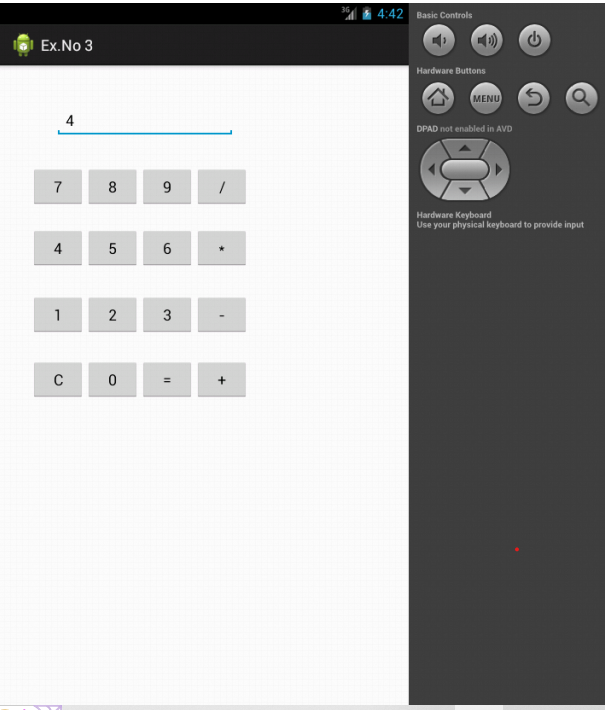 3G 4:42
Ex.No 3
4
7 8 9 /
4 5 6 *
1 2 3 -
C 0 = +
Basic Controls
Hardware Buttons
MENU
DPAD not enabled in AVD
Hardware Keyboard
Use your physical keyboard to provide input